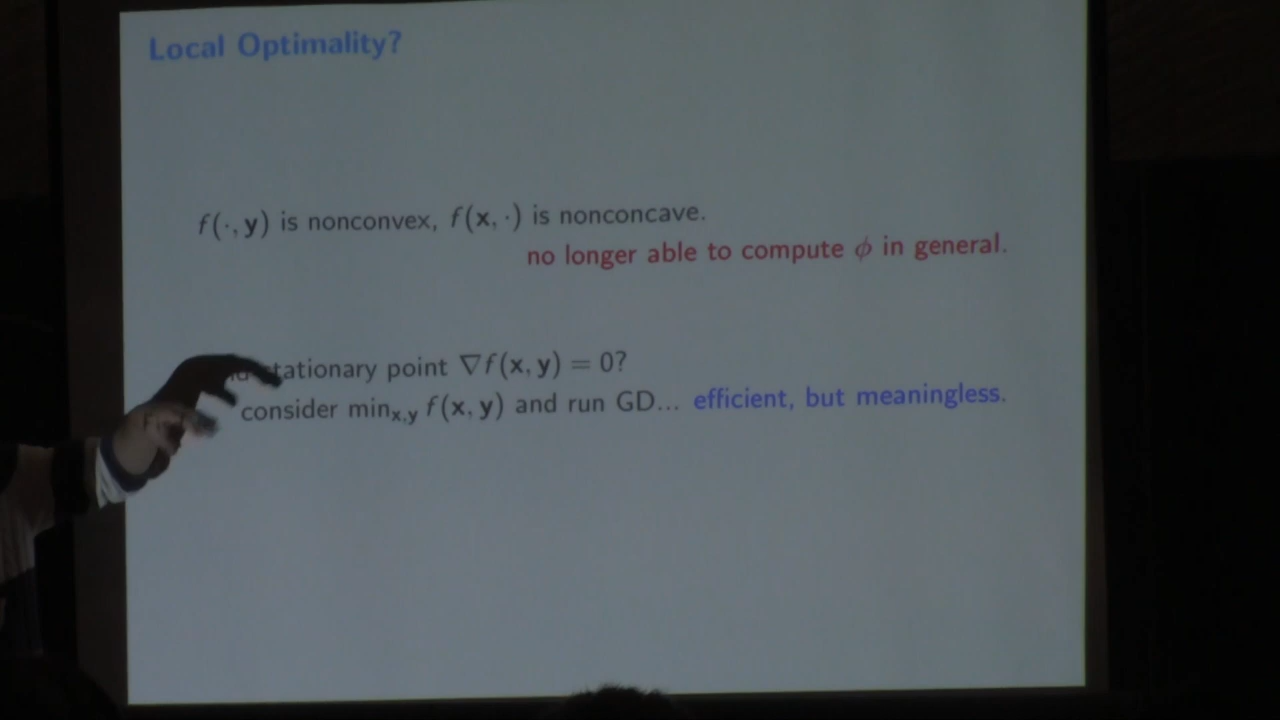 Local Optimality?
f(·, y) is nonconvex, f(x, ·) is nonconcave.
no longer able to compute ϕ in general.
stationary point ∇f(x, y) = 0?
consider min_{x,y} f(x, y) and run GD... efficient, but meaningless.